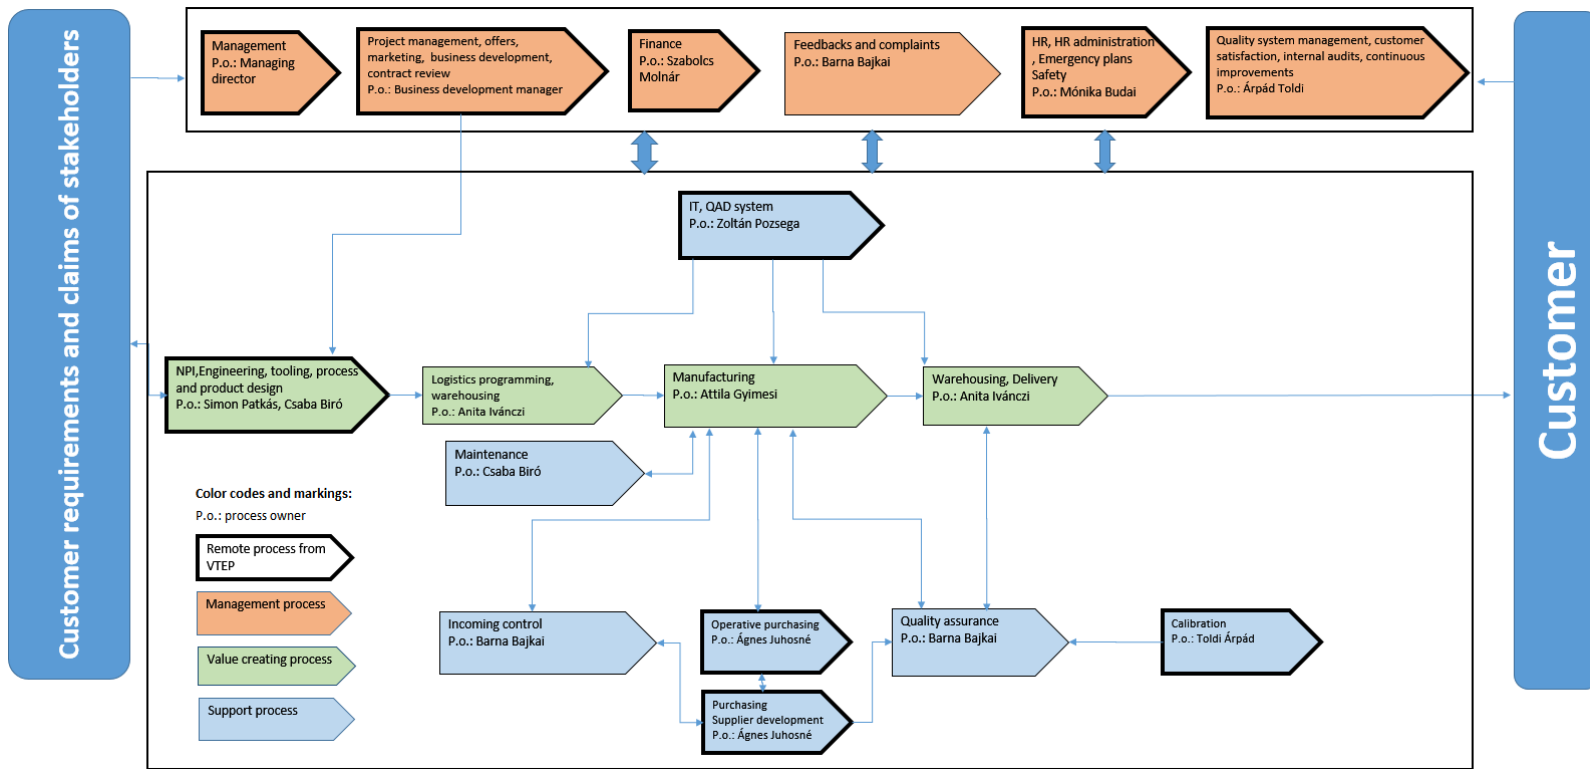 Customer requirements and claims of stakeholders
Management
P.o.: Managing
director
Project management, offers,
marketing,  business development,
contract review
P.o.: Business development manager
Finance
P.o.: Szabolcs
Molnár
Feedbacks and complaints
P.o.: Barna Bajkai
HR, HR administration
, Emergency plans
Safety
P.o.: Mónika Budai
Quality system management, customer
satisfaction, internal audits, continuous
improvements
P.o.: Árpád Toldi
Customer
IT, QAD system
P.o.: Zoltán Pozsega
NPI,Engineering, tooling, process
and product design
P.o.: Simon Patkás, Csaba Biró
Logistics programming,
warehousing
P.o.: Anita Ivánczi
Manufacturing
P.o.: Attila Gyimesi
Warehousing, Delivery
P.o.: Anita Ivánczi
Maintenance
P.o.: Csaba Biró
Color codes and markings:
P.o.: process owner
Remote process from
VTEP
Management process
Value creating process
Support process
Incoming control
P.o.: Barna Bajkai
Operative purchasing
P.o.: Ágnes Juhosné
Quality assurance
P.o.: Barna Bajkai
Calibration
P.o.: Toldi Árpád
Purchasing
Supplier development
P.o.: Ágnes Juhosné